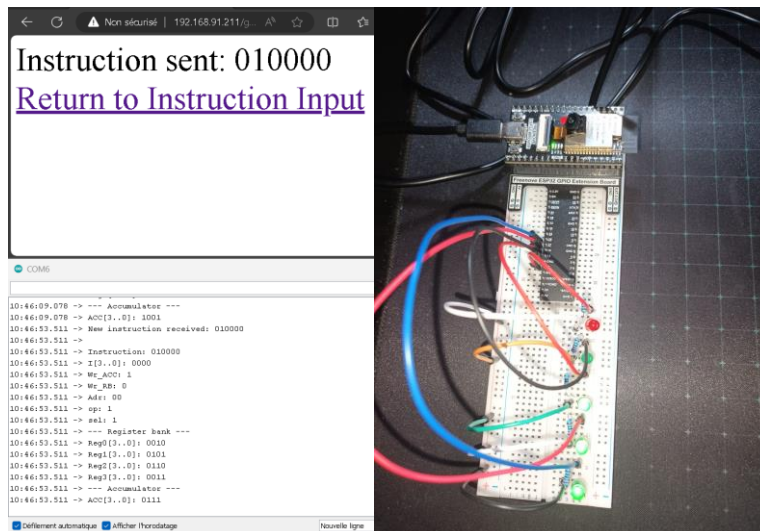 Non sécurisé | 192.168.91.211/g...
Instruction sent: 010000
Return to Instruction Input
COM6
10:46:09.078 -> --- Accumulator ---
10:46:09.078 -> ACC[3..0]: 1001
10:46:53.511 -> New instruction received: 010000
10:46:53.511 ->
10:46:53.511 -> Instruction: 010000
10:46:53.511 -> I[3..0]: 0000
10:46:53.511 -> Wr_ACC: 1
10:46:53.511 -> Wr_RB: 0
10:46:53.511 -> Adr: 00
10:46:53.511 -> op: 1
10:46:53.511 -> sel: 1
10:46:53.511 -> --- Register bank ---
10:46:53.511 -> Reg0[3..0]: 0010
10:46:53.511 -> Reg1[3..0]: 0101
10:46:53.511 -> Reg2[3..0]: 0110
10:46:53.511 -> Reg3[3..0]: 0011
10:46:53.511 -> --- Accumulator ---
10:46:53.511 -> ACC[3..0]: 0111
Défilement automatique Afficher l'horodatage Nouvelle ligne
Freenove ESP32 GPIO Extension Board